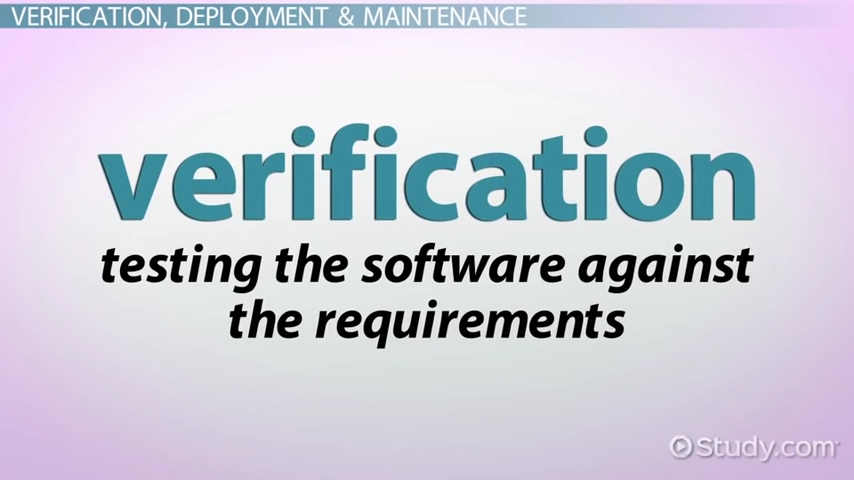 VERIFICATION, DEPLOYMENT & MAINTENANCE
verification
testing the software against
the requirements
Study.com